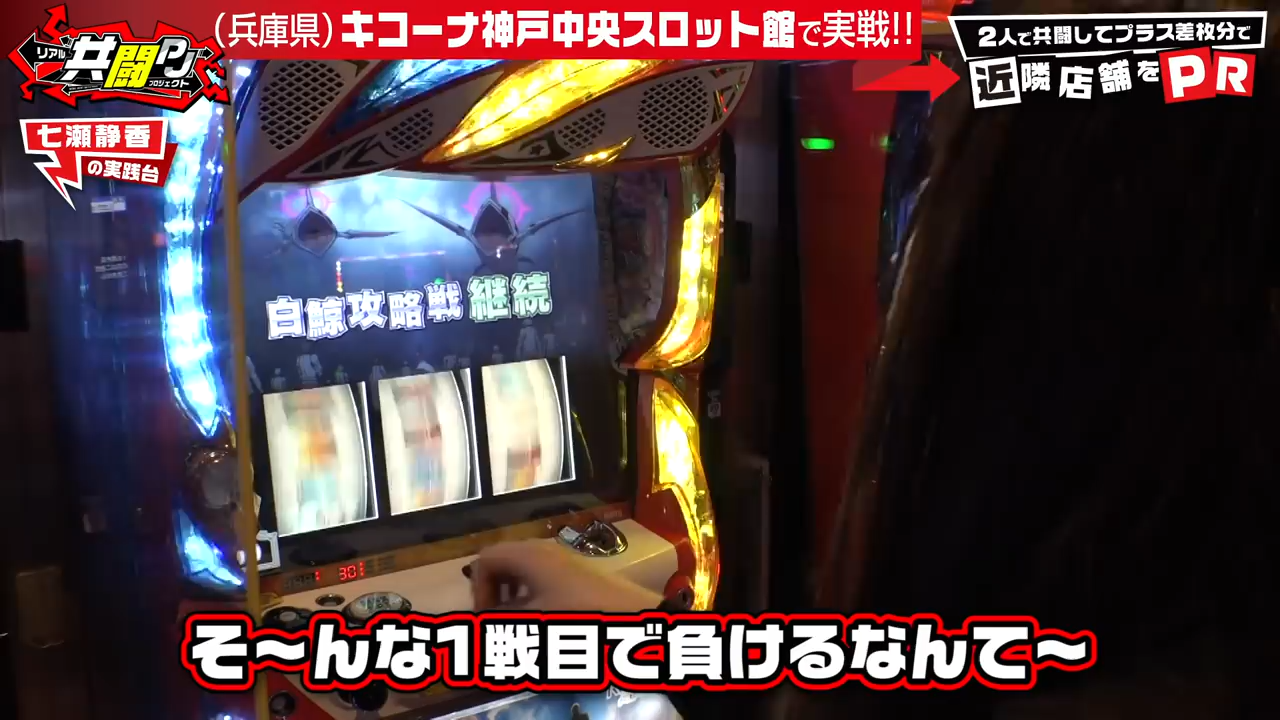 リアル
共闘PJ
プロジェクト
（兵庫県）キコーナ神戸中央スロット館で実戦!!
2人で共闘してプラス差枚分で
近隣店舗をPR
七瀬静香
の実践台
白鯨攻略戦継続
301
そ〜んな1戦目で負けるなんて〜